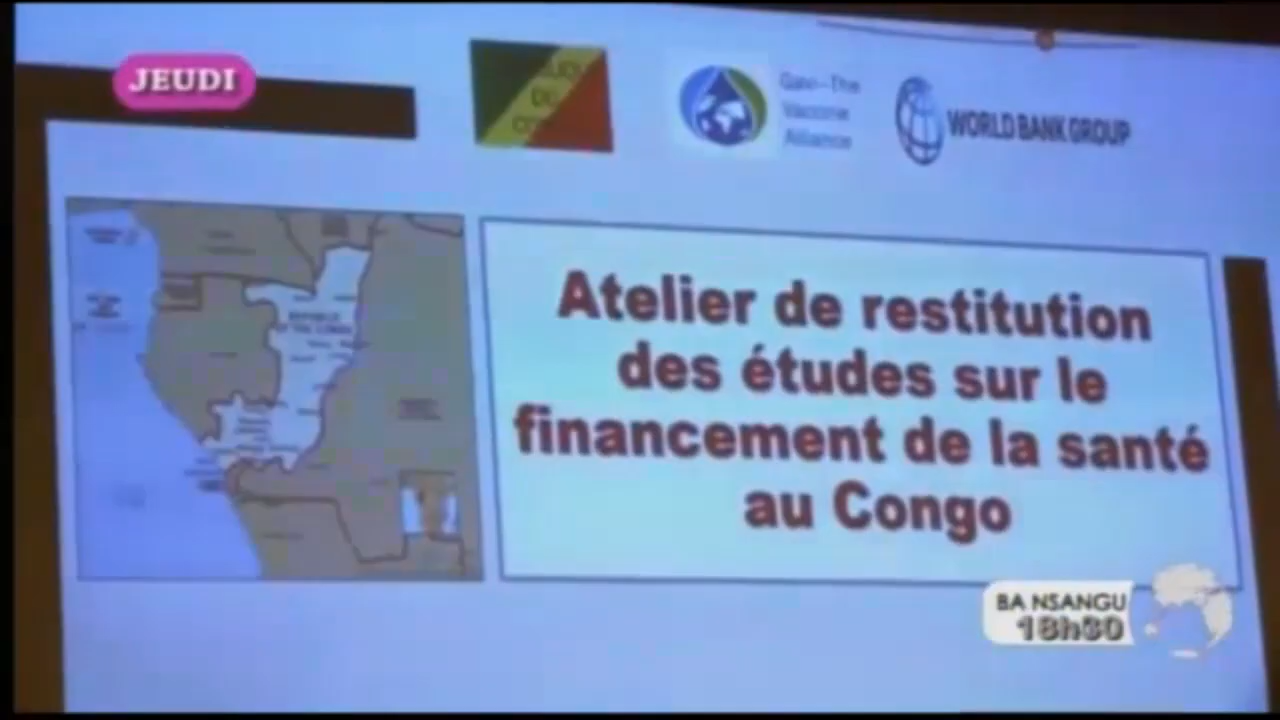 JEUDI
DU
Gavi--The
Vaccine
Alliance
WORLD BANK GROUP
Atelier de restitution
des études sur le
financement de la santé
au Congo
BA NSANGU
18h30